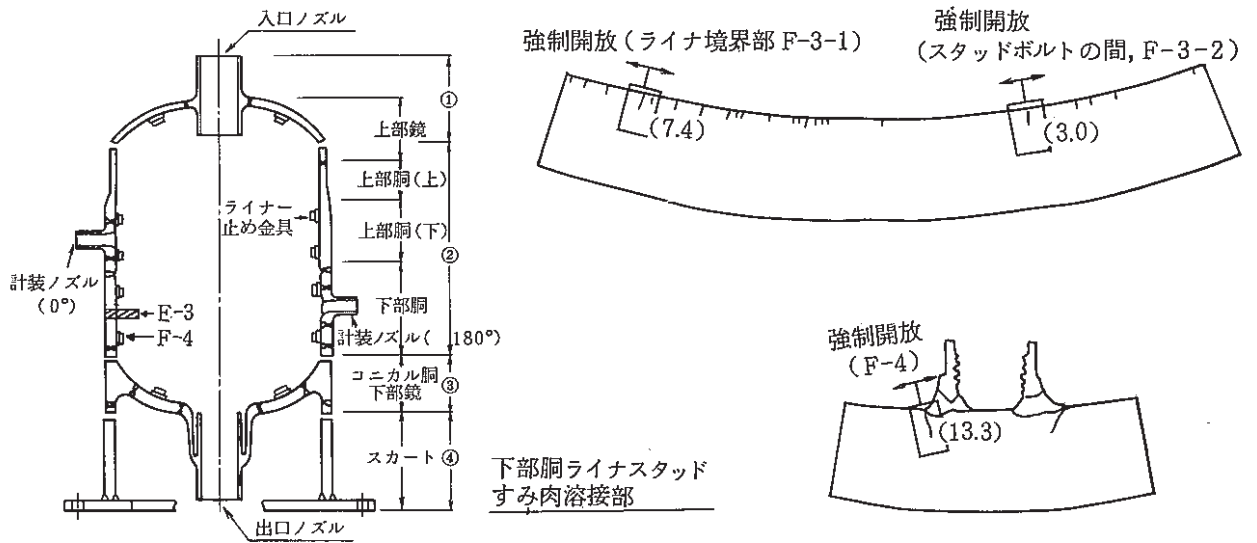 入口ノズル
①
上部鏡
上部胴(上)
ライナー
止め金具
上部胴(下)
②
計装ノズル
(0°)
下部胴
E-3
F-4
計装ノズル( 180°)
コニカル胴
下部鏡
③
スカート
④
出口ノズル
強制開放(ライナ境界部 F-3-1)
(7.4)
強制開放
(スタッドボルトの間, F-3-2)
(3.0)
強制開放
(F-4)
(13.3)
下部胴ライナスタッド
すみ肉溶接部